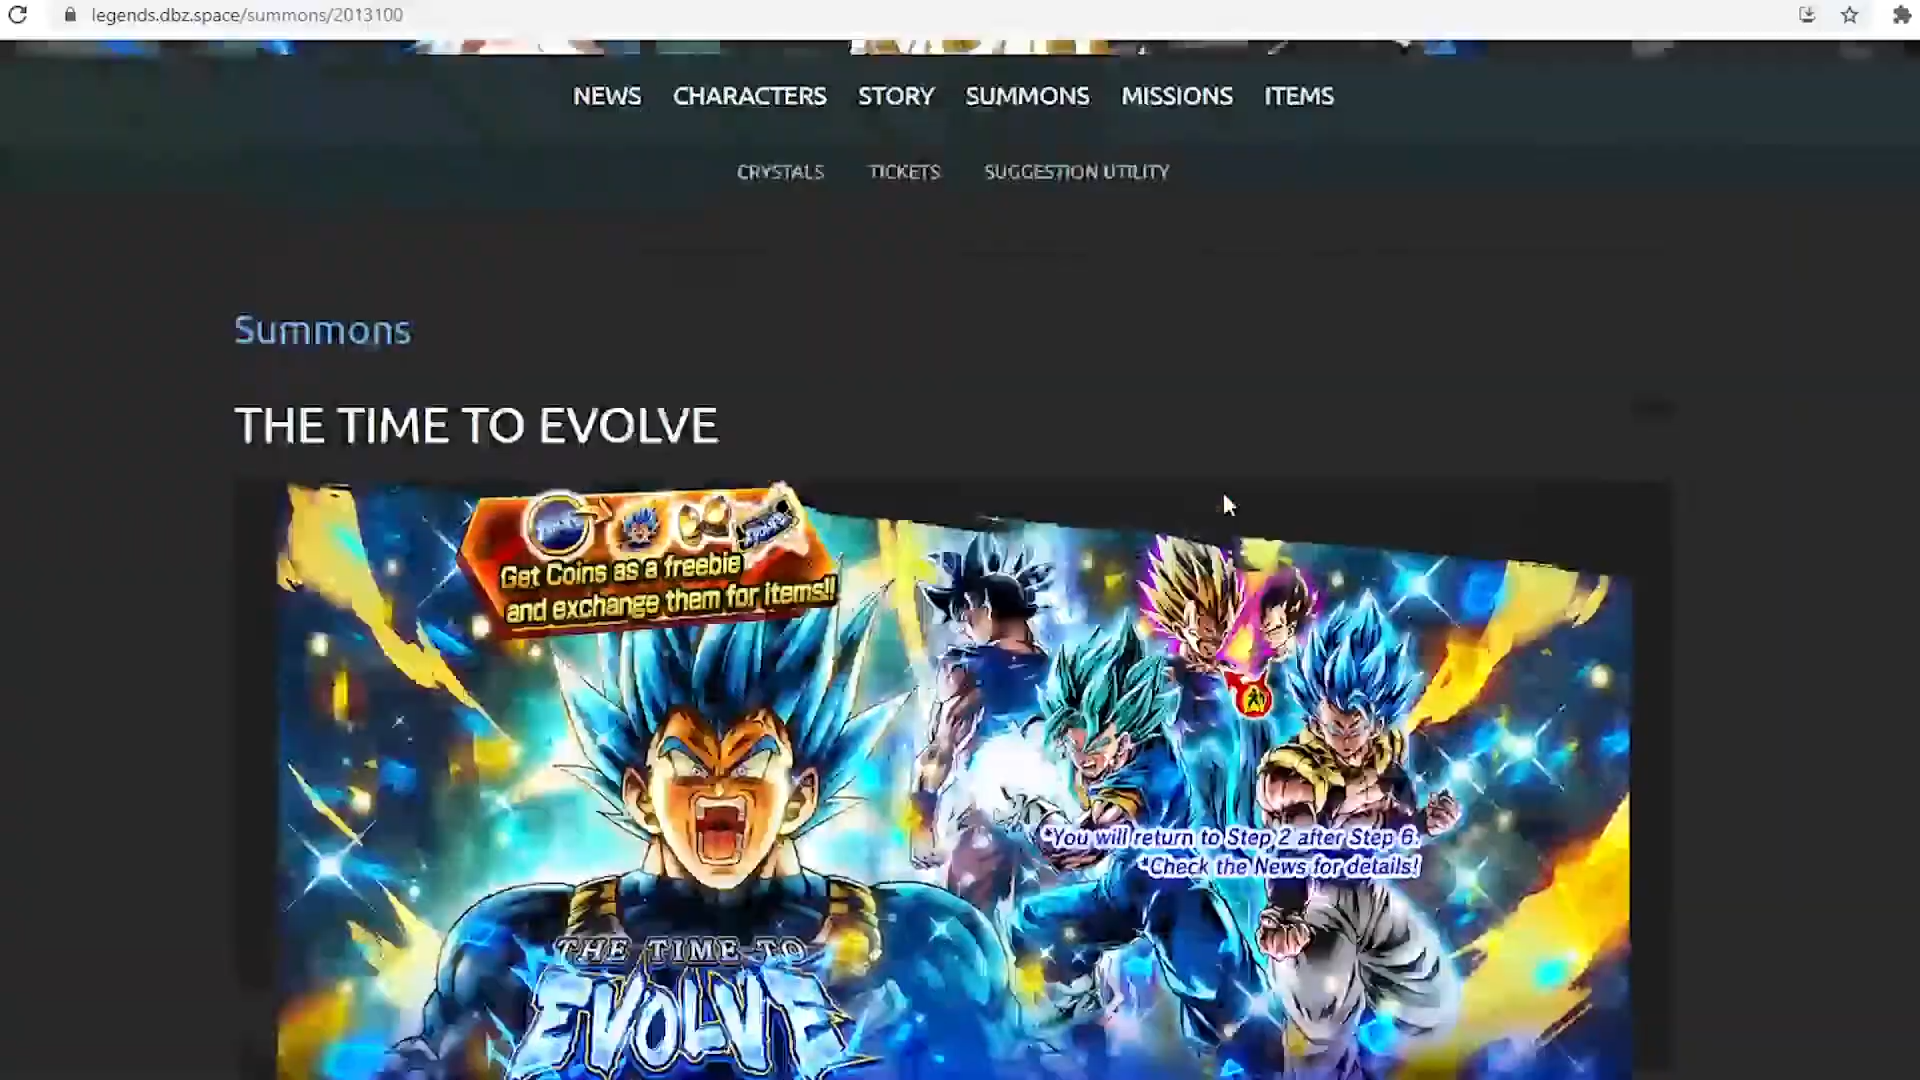 legends.dbz.space/summons/2013100
NEWS CHARACTERS STORY SUMMONS MISSIONS ITEMS
CRYSTALS TICKETS SUGGESTION UTILITY
Summons
THE TIME TO EVOLVE
Get Coins as a freebie
and exchange them for items!!
*You will return to Step 2 after Step 6.
*Check the News for details!
THE TIME TO
EVOLVE